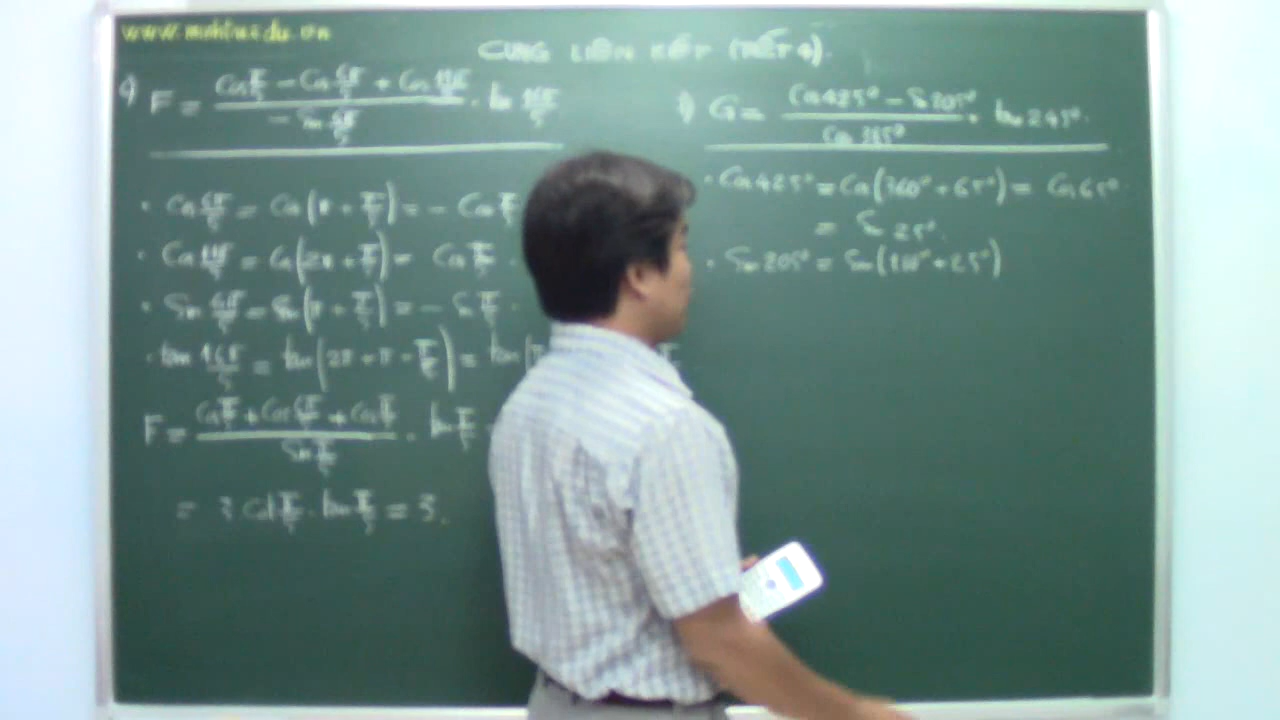 www.mohtuedu.vn
CUNG LIÊN KẾT (TIẾT 4).
F = (Cos π/5 − Cos 6π/5 + Cos 11π/5) / (− Sin 6π/5) . tan 16π/5
G = (Cos 425° − Sin 205°) / (Cos 385°) . tan 245°.
. Cos 6π/5 = Cos(π + π/5) = − Cos π/5
. Cos 11π/5 = Cos(2π + π/5) = Cos π/5 .
. Sin 6π/5 = Sin(π + π/5) = − Sin π/5 .
. tan 16π/5 = tan(2π + π + π/5) = tan
F = (Cos π/5 + Cos π/5 + Cos π/5) / (Sin π/5) . tan π/5
= 3.Cot π/5 . tan π/5 = 3.
. Cos 425° = Cos(360° + 65°) = Cos 65°
= Sin 25°.
. Sin 205° = Sin(180° + 25°)